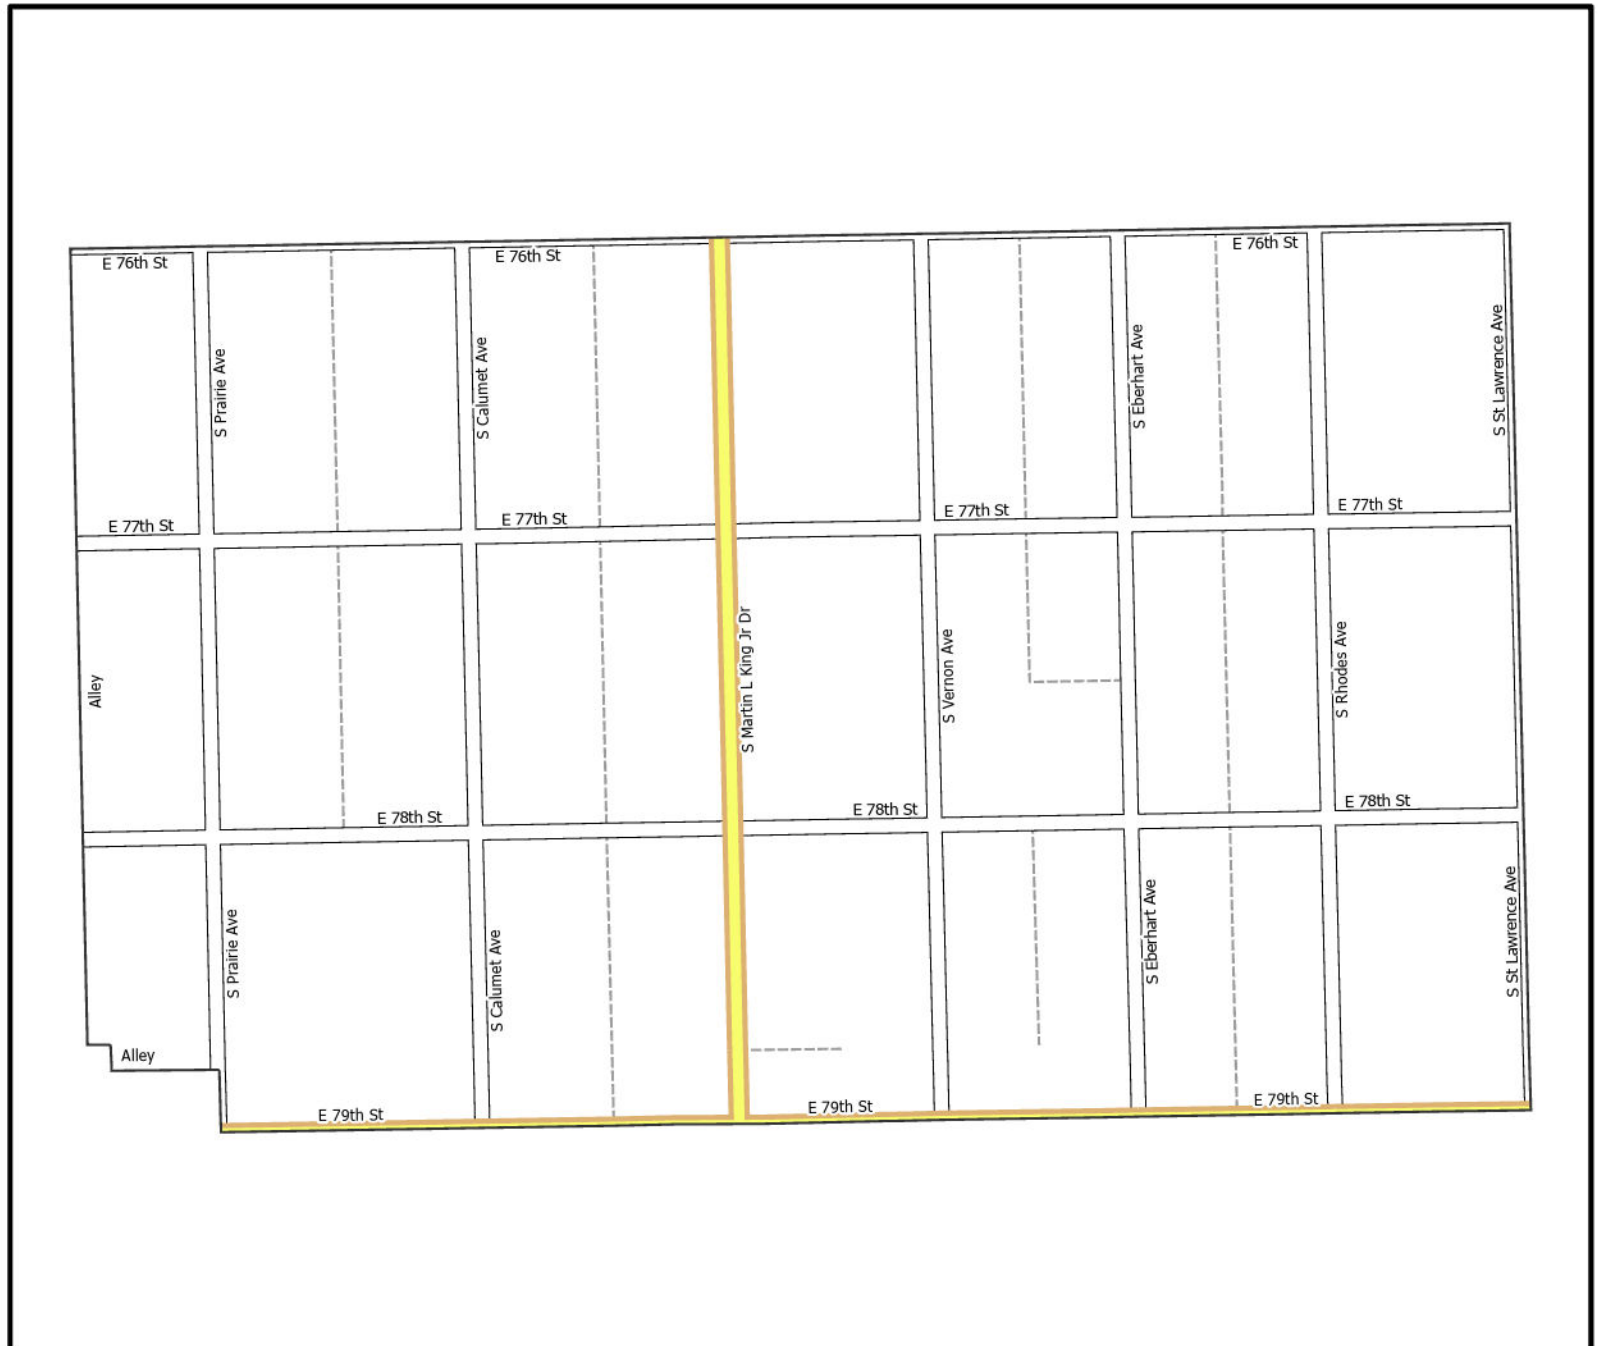 E 76th St
E 76th St
E 76th St
S Prairie Ave
S Calumet Ave
S Eberhart Ave
S St Lawrence Ave
E 77th St
E 77th St
E 77th St
E 77th St
Alley
S Martin L King Jr Dr
S Vernon Ave
S Rhodes Ave
E 78th St
E 78th St
E 78th St
S Prairie Ave
S Calumet Ave
S Eberhart Ave
S St Lawrence Ave
Alley
E 79th St
E 79th St
E 79th St